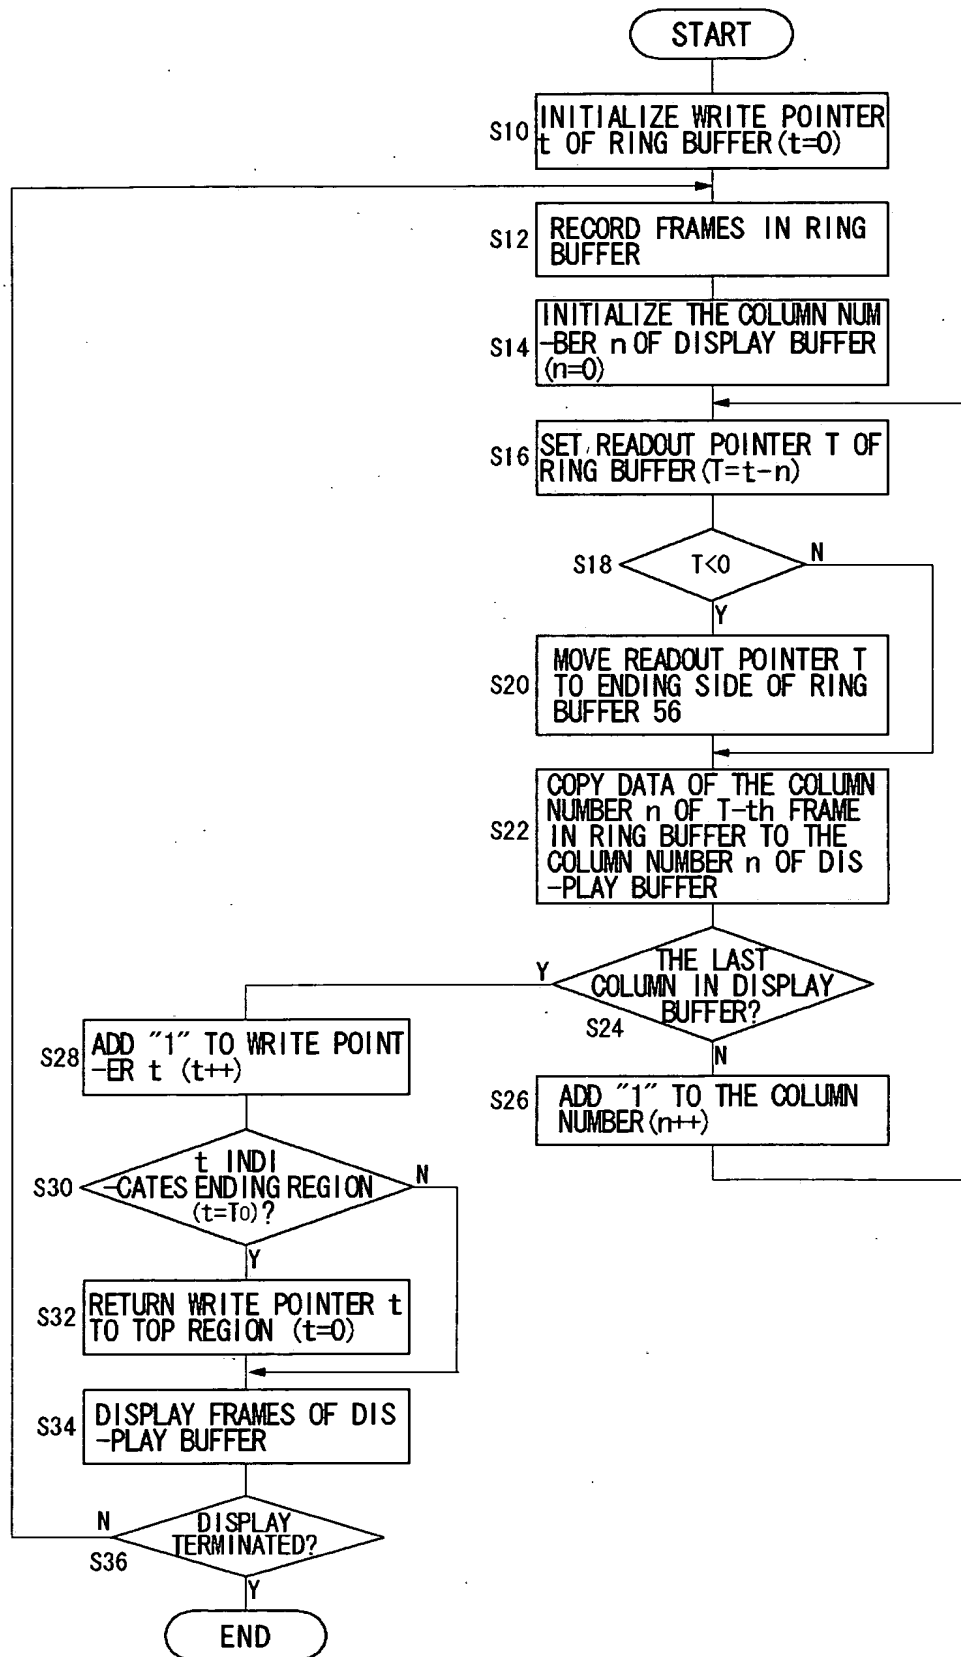 START
S10
INITIALIZE WRITE POINTER
t OF RING BUFFER(t=0)
S12
RECORD FRAMES IN RING
BUFFER
S14
INITIALIZE THE COLUMN NUM
-BER n OF DISPLAY BUFFER
(n=0)
S16
SET READOUT POINTER T OF
RING BUFFER(T=t-n)
S18
T<0
N
Y
S20
MOVE READOUT POINTER T
TO ENDING SIDE OF RING
BUFFER 56
S22
COPY DATA OF THE COLUMN
NUMBER n OF T-th FRAME
IN RING BUFFER TO THE
COLUMN NUMBER n OF DIS
-PLAY BUFFER
Y
THE LAST
COLUMN IN DISPLAY
BUFFER?
S24
N
S26
ADD "1" TO THE COLUMN
NUMBER(n++)
S28
ADD "1" TO WRITE POINT
-ER t (t++)
S30
t INDI
-CATES ENDING REGION
(t=T0)?
N
Y
S32
RETURN WRITE POINTER t
TO TOP REGION (t=0)
S34
DISPLAY FRAMES OF DIS
-PLAY BUFFER
N
DISPLAY
TERMINATED?
S36
Y
END